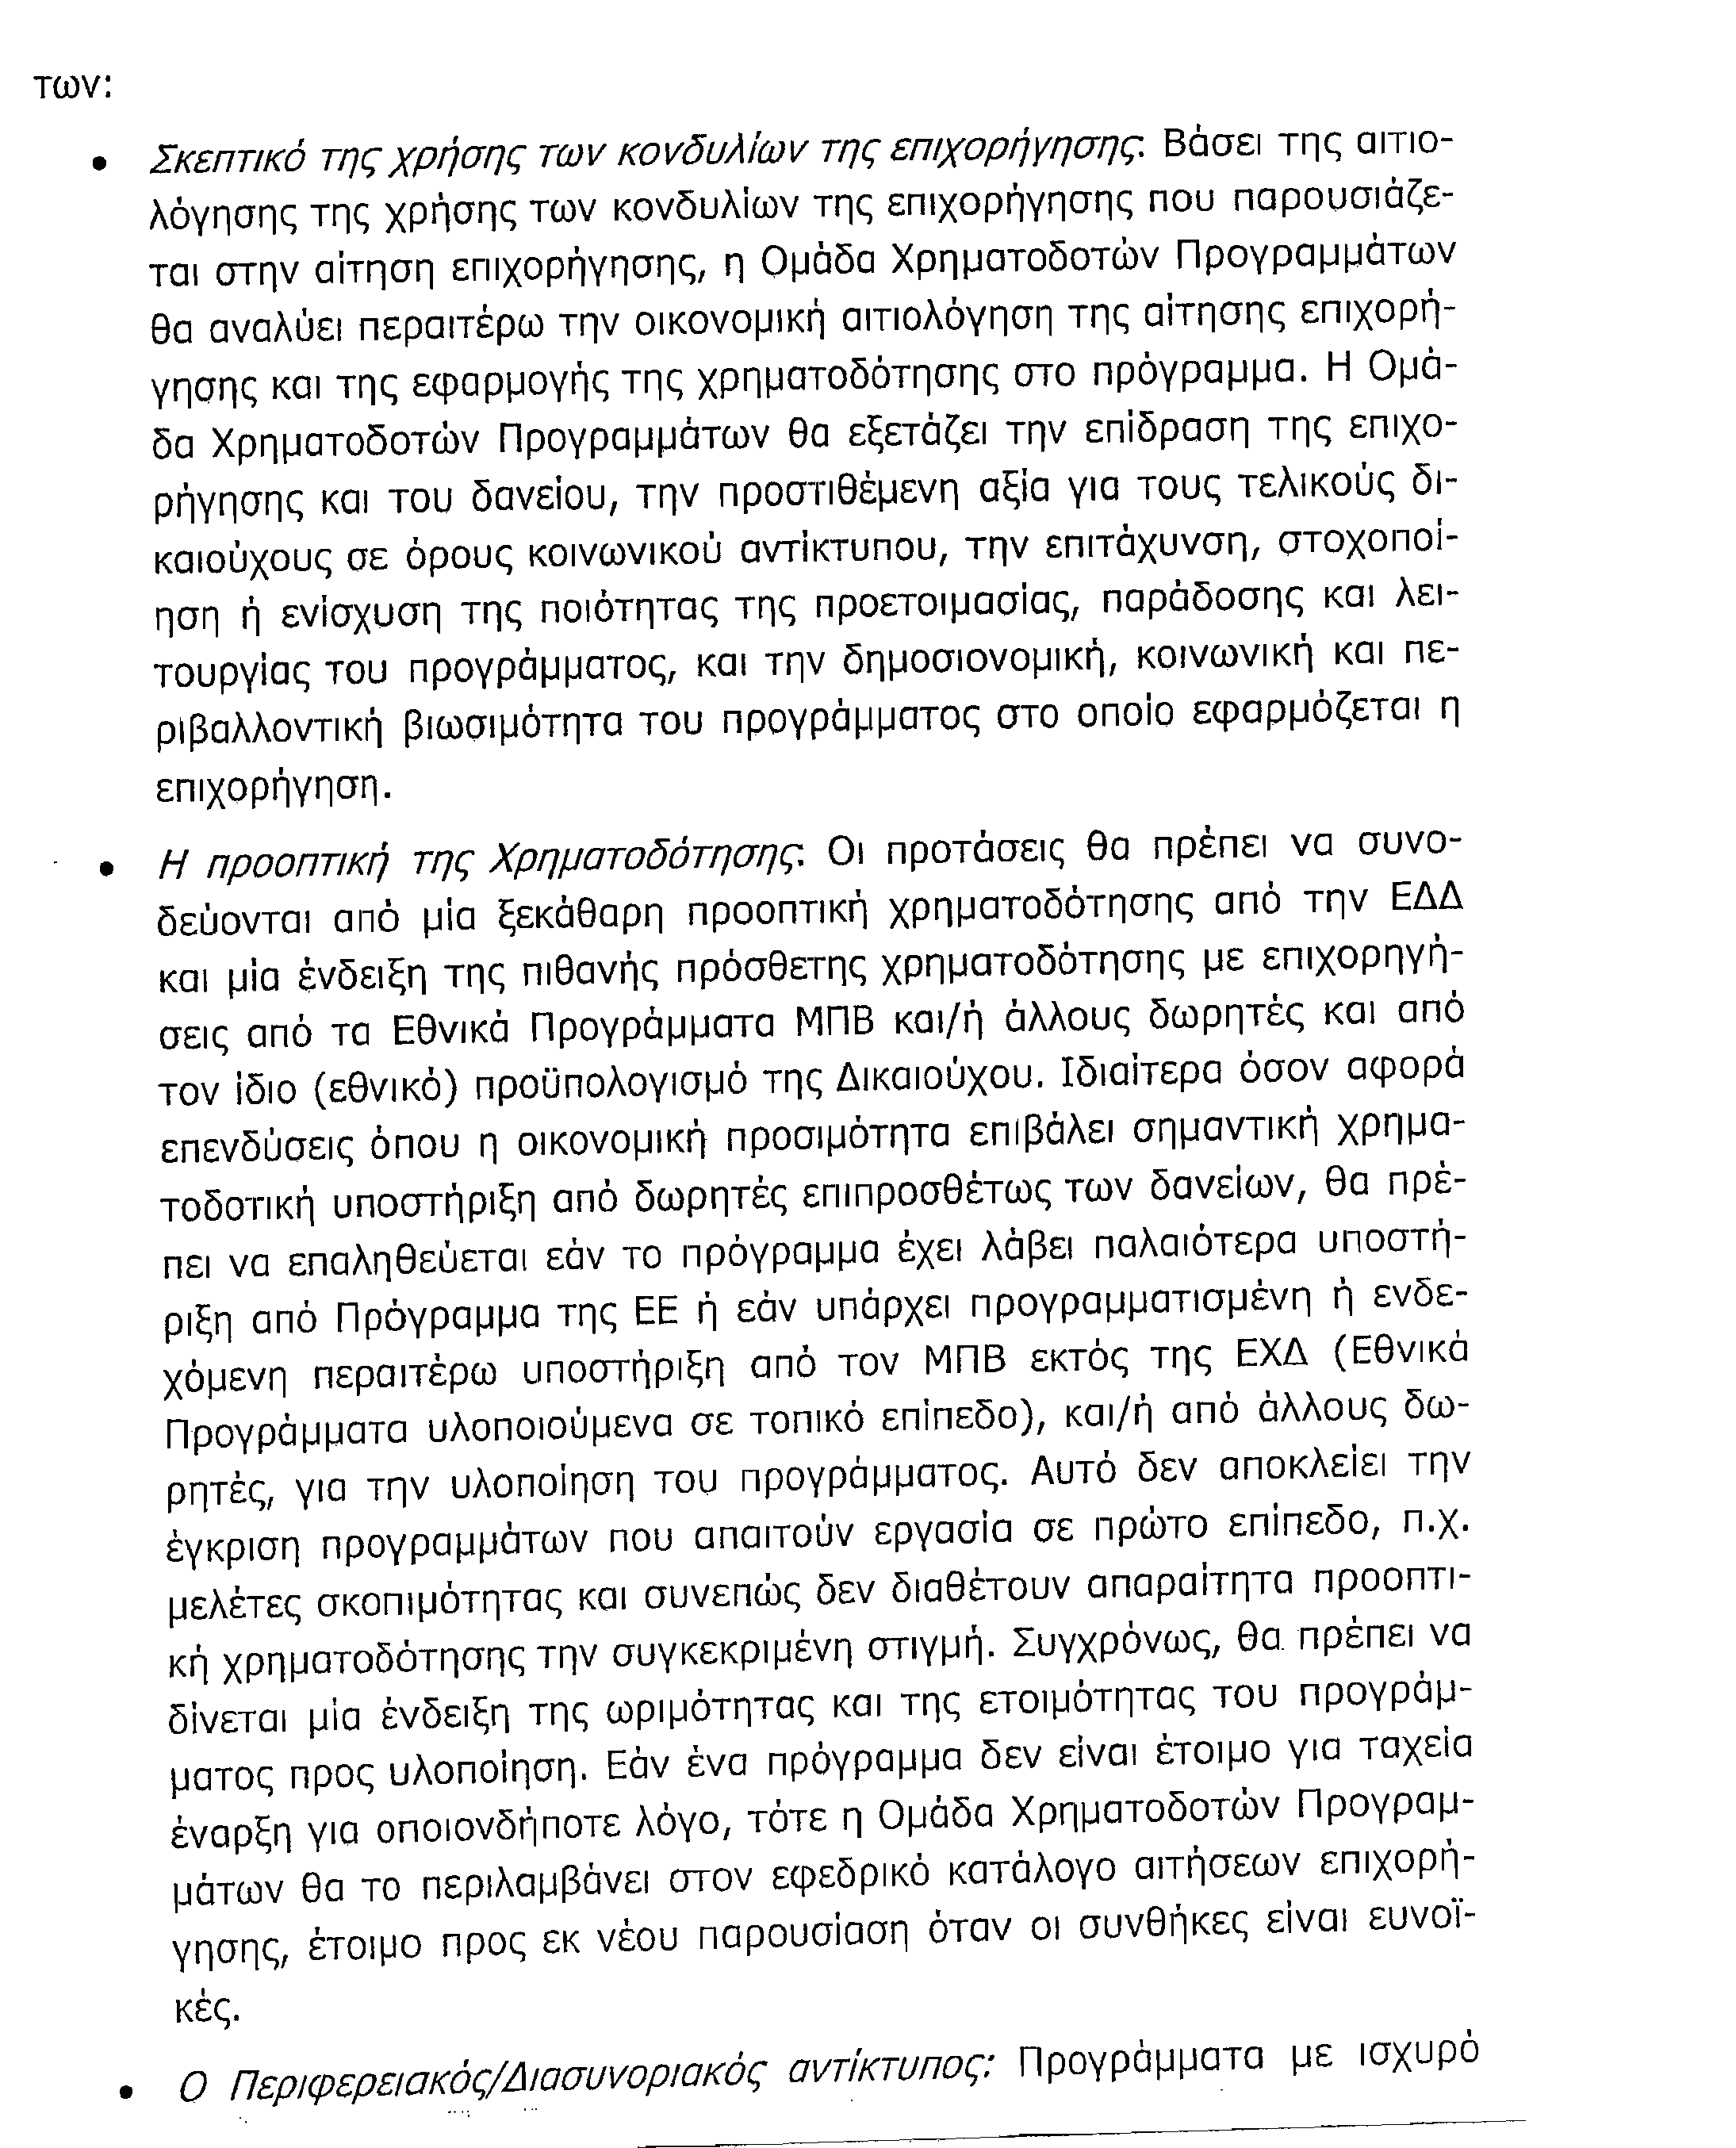 των:
• Σκεπτικό της χρήσης των κονδυλίων της επιχορήγησης: Βάσει της αιτιο-
λόγησης της χρήσης των κονδυλίων της επιχορήγησης που παρουσιάζε-
ται στην αίτηση επιχορήγησης, η Ομάδα Χρηματοδοτών Προγραμμάτων
θα αναλύει περαιτέρω την οικονομική αιτιολόγηση της αίτησης επιχορή-
γησης και της εφαρμογής της χρηματοδότησης στο πρόγραμμα. Η Ομά-
δα Χρηματοδοτών Προγραμμάτων θα εξετάζει την επίδραση της επιχο-
ρήγησης και του δανείου, την προστιθέμενη αξία για τους τελικούς δι-
καιούχους σε όρους κοινωνικού αντίκτυπου, την επιτάχυνση, στοχοποί-
ηση ή ενίσχυση της ποιότητας της προετοιμασίας, παράδοσης και λει-
τουργίας του προγράμματος, και την δημοσιονομική, κοινωνική και πε-
ριβαλλοντική βιωσιμότητα του προγράμματος στο οποίο εφαρμόζεται η
επιχορήγηση.
• Η προοπτική της Χρηματοδότησης: Οι προτάσεις θα πρέπει να συνο-
δεύονται από μία ξεκάθαρη προοπτική χρηματοδότησης από την ΕΔΔ
και μία ένδειξη της πιθανής πρόσθετης χρηματοδότησης με επιχορηγή-
σεις από τα Εθνικά Προγράμματα ΜΠΒ και/ή άλλους δωρητές και από
τον ίδιο (εθνικό) προϋπολογισμό της Δικαιούχου. Ιδιαίτερα όσον αφορά
επενδύσεις όπου η οικονομική προσιμότητα επιβάλει σημαντική χρημα-
τοδοτική υποστήριξη από δωρητές επιπροσθέτως των δανείων, θα πρέ-
πει να επαληθεύεται εάν το πρόγραμμα έχει λάβει παλαιότερα υποστή-
ριξη από Πρόγραμμα της ΕΕ ή εάν υπάρχει προγραμματισμένη ή ενδε-
χόμενη περαιτέρω υποστήριξη από τον ΜΠΒ εκτός της ΕΧΔ (Εθνικά
Προγράμματα υλοποιούμενα σε τοπικό επίπεδο), και/ή από άλλους δω-
ρητές, για την υλοποίηση του προγράμματος. Αυτό δεν αποκλείει την
έγκριση προγραμμάτων που απαιτούν εργασία σε πρώτο επίπεδο, π.χ.
μελέτες σκοπιμότητας και συνεπώς δεν διαθέτουν απαραίτητα προοπτι-
κή χρηματοδότησης την συγκεκριμένη στιγμή. Συγχρόνως, θα πρέπει να
δίνεται μία ένδειξη της ωριμότητας και της ετοιμότητας του προγράμ-
ματος προς υλοποίηση. Εάν ένα πρόγραμμα δεν είναι έτοιμο για ταχεία
έναρξη για οποιονδήποτε λόγο, τότε η Ομάδα Χρηματοδοτών Προγραμ-
μάτων θα το περιλαμβάνει στον εφεδρικό κατάλογο αιτήσεων επιχορή-
γησης, έτοιμο προς εκ νέου παρουσίαση όταν οι συνθήκες είναι ευνοϊ-
κές.
• Ο Περιφερειακός/Διασυνοριακός αντίκτυπος: Προγράμματα με ισχυρό